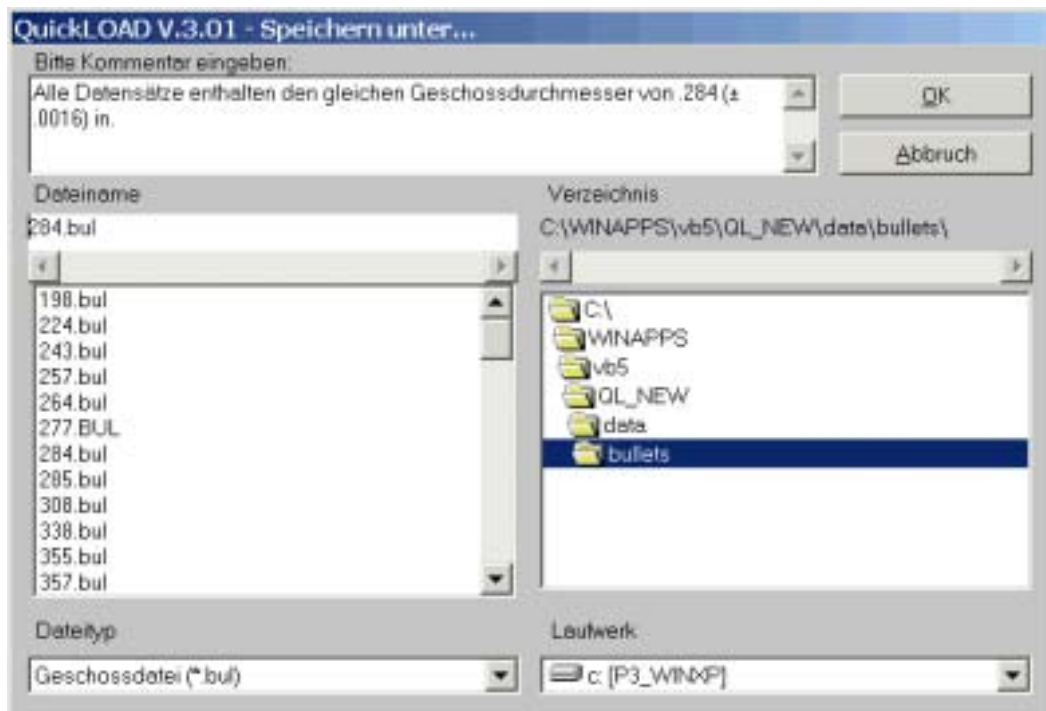 QuickLOAD V.3.01 - Speichern unter...
Bitte Kommentar eingeben:
Alle Datensätze enthalten den gleichen Geschossdurchmesser von .284 (±
.0016) in.
OK
Abbruch
Dateiname
284.bul
198.bul
224.bul
243.bul
257.bul
264.bul
277.BUL
284.bul
285.bul
308.bul
338.bul
355.bul
357.bul
Verzeichnis
C:\WINAPPS\vb5\QL_NEW\data\bullets\
C:\
WINAPPS
vb5
QL_NEW
data
bullets
Dateityp
Geschossdatei (*.bul)
Laufwerk
c: [P3_WINXP]